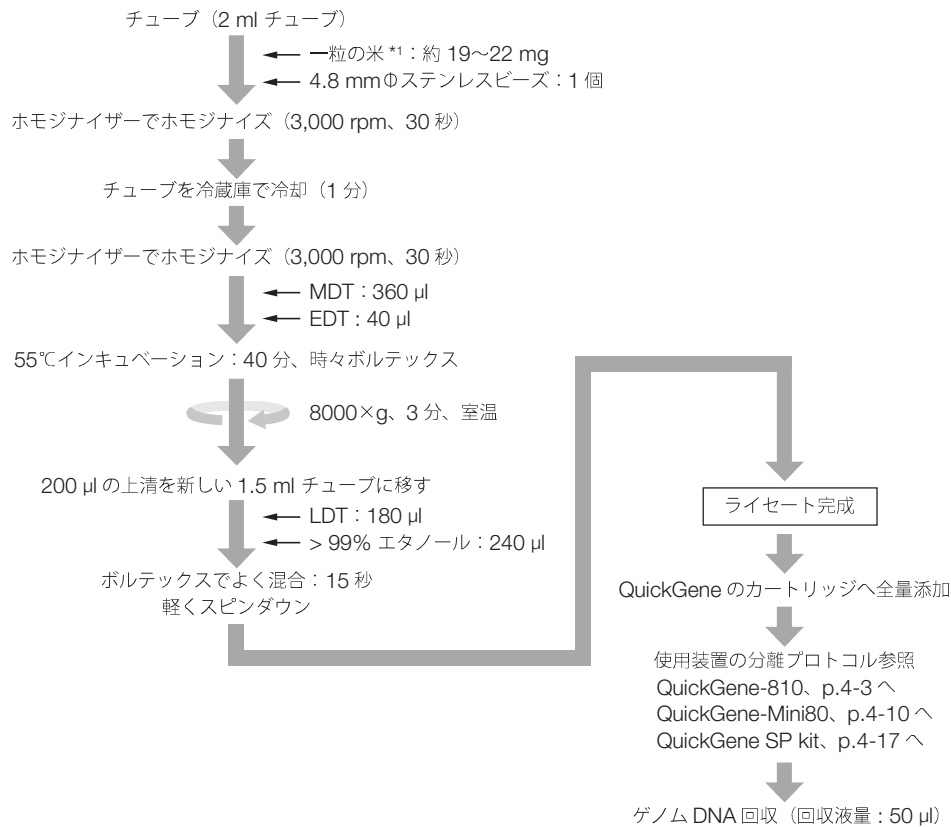 チューブ（2 ml チューブ）
一粒の米 *1：約 19～22 mg
4.8 mmΦステンレスビーズ：1 個
ホモジナイザーでホモジナイズ（3,000 rpm、30 秒）
チューブを冷蔵庫で冷却（1 分）
ホモジナイザーでホモジナイズ（3,000 rpm、30 秒）
MDT：360 µl
EDT : 40 µl
55℃インキュベーション：40 分、時々ボルテックス
8000×g、3 分、室温
200 µl の上清を新しい 1.5 ml チューブに移す
LDT：180 µl
> 99% エタノール：240 µl
ボルテックスでよく混合：15 秒
軽くスピンダウン
ライセート完成
QuickGene のカートリッジへ全量添加
使用装置の分離プロトコル参照
QuickGene-810、p.4-3 へ
QuickGene-Mini80、p.4-10 へ
QuickGene SP kit、p.4-17 へ
ゲノム DNA 回収（回収液量 : 50 µl）